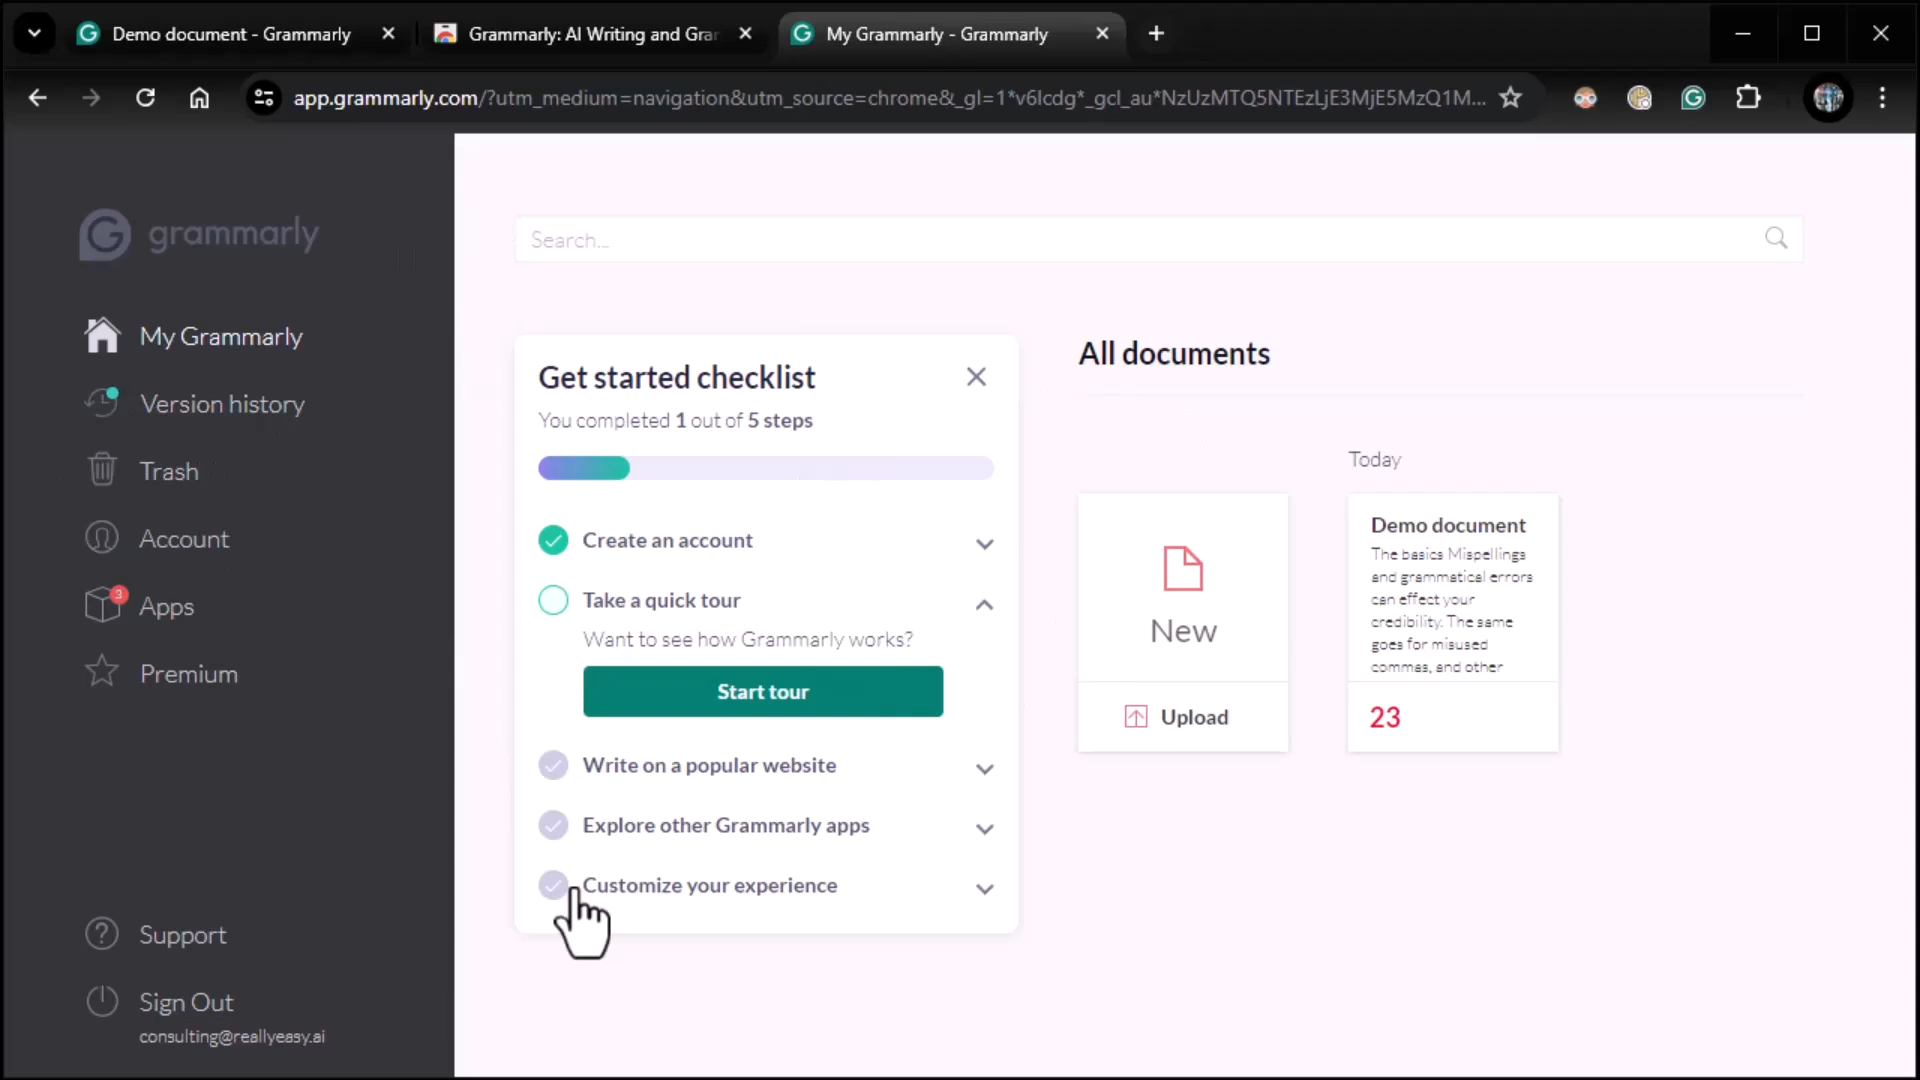 Demo document - Grammarly
Grammarly: AI Writing and Gra
My Grammarly - Grammarly
app.grammarly.com/?utm_medium=navigation&utm_source=chrome&_gl=1*v6lcdg*_gcl_au*NzUzMTQ5NTEzLjE3MjE5MzQ1M...
grammarly
My Grammarly
Version history
Trash
Account
3
Apps
Premium
Support
Sign Out
consulting@reallyeasy.ai
Search...
Get started checklist
You completed 1 out of 5 steps
Create an account
Take a quick tour
Want to see how Grammarly works?
Start tour
Write on a popular website
Explore other Grammarly apps
Customize your experience
All documents
Today
New
Upload
Demo document
The basics Mispellings
and grammatical errors
can effect your
credibility. The same
goes for misused
commas, and other
23